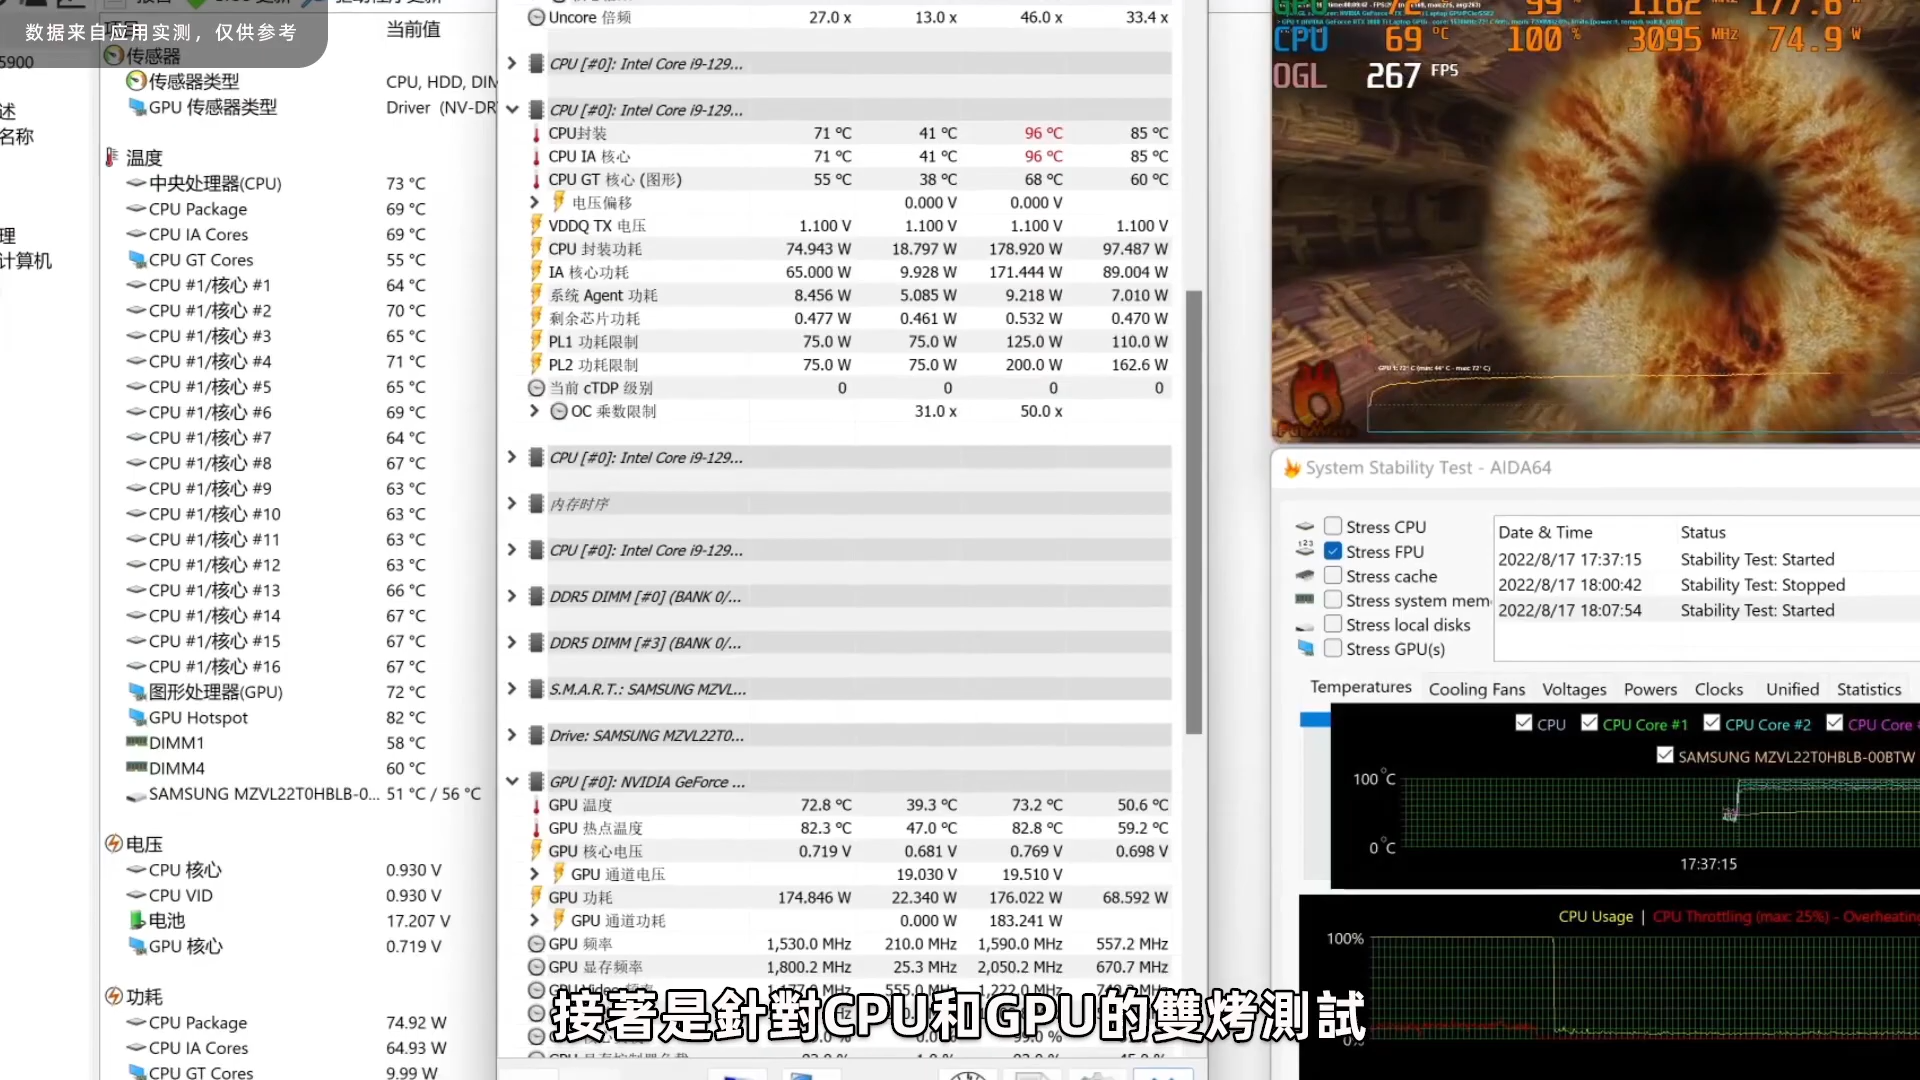 数据来自应用实测，仅供参考
当前值
5900
传感器
传感器类型 CPU, HDD, DIM
GPU 传感器类型 Driver (NV-DR
述
名称
理
计算机
温度
中央处理器(CPU) 73 °C
CPU Package 69 °C
CPU IA Cores 69 °C
CPU GT Cores 55 °C
CPU #1/核心 #1 64 °C
CPU #1/核心 #2 70 °C
CPU #1/核心 #3 65 °C
CPU #1/核心 #4 71 °C
CPU #1/核心 #5 65 °C
CPU #1/核心 #6 69 °C
CPU #1/核心 #7 64 °C
CPU #1/核心 #8 67 °C
CPU #1/核心 #9 63 °C
CPU #1/核心 #10 63 °C
CPU #1/核心 #11 63 °C
CPU #1/核心 #12 63 °C
CPU #1/核心 #13 66 °C
CPU #1/核心 #14 67 °C
CPU #1/核心 #15 67 °C
CPU #1/核心 #16 67 °C
图形处理器(GPU) 72 °C
GPU Hotspot 82 °C
DIMM1 58 °C
DIMM4 60 °C
SAMSUNG MZVL22T0HBLB-0... 51 °C / 56 °C
电压
CPU 核心 0.930 V
CPU VID 0.930 V
电池 17.207 V
GPU 核心 0.719 V
功耗
CPU Package 74.92 W
CPU IA Cores 64.93 W
CPU GT Cores 9.99 W
Uncore 倍频 27.0 x 13.0 x 46.0 x 33.4 x
CPU [#0]: Intel Core i9-129...
CPU [#0]: Intel Core i9-129...
CPU封装 71 °C 41 °C 96 °C 85 °C
CPU IA 核心 71 °C 41 °C 96 °C 85 °C
CPU GT 核心 (图形) 55 °C 38 °C 68 °C 60 °C
电压偏移 0.000 V 0.000 V
VDDQ TX 电压 1.100 V 1.100 V 1.100 V 1.100 V
CPU 封装功耗 74.943 W 18.797 W 178.920 W 97.487 W
IA 核心功耗 65.000 W 9.928 W 171.444 W 89.004 W
系统 Agent 功耗 8.456 W 5.085 W 9.218 W 7.010 W
剩余芯片功耗 0.477 W 0.461 W 0.532 W 0.470 W
PL1 功耗限制 75.0 W 75.0 W 125.0 W 110.0 W
PL2 功耗限制 75.0 W 75.0 W 200.0 W 162.6 W
当前 cTDP 级别 0 0 0 0
OC 乘数限制 31.0 x 50.0 x
CPU [#0]: Intel Core i9-129...
内存时序
CPU [#0]: Intel Core i9-129...
DDR5 DIMM [#0] (BANK 0/...
DDR5 DIMM [#3] (BANK 0/...
S.M.A.R.T.: SAMSUNG MZVL...
Drive: SAMSUNG MZVL22T0...
GPU [#0]: NVIDIA GeForce ...
GPU 温度 72.8 °C 39.3 °C 73.2 °C 50.6 °C
GPU 热点温度 82.3 °C 47.0 °C 82.8 °C 59.2 °C
GPU 核心电压 0.719 V 0.681 V 0.769 V 0.698 V
GPU 通道电压 19.030 V 19.510 V
GPU 功耗 174.846 W 22.340 W 176.022 W 68.592 W
GPU 通道功耗 0.000 W 183.241 W
GPU 频率 1,530.0 MHz 210.0 MHz 1,590.0 MHz 557.2 MHz
GPU 显存频率 1,800.2 MHz 25.3 MHz 2,050.2 MHz 670.7 MHz
接著是針對CPU和GPU的雙烤測試
CPU 69 °C 100 % 3095 MHz 74.9 W
OGL 267 FPS
System Stability Test - AIDA64
Stress CPU
Stress FPU
Stress cache
Stress system mem
Stress local disks
Stress GPU(s)
Date & Time Status
2022/8/17 17:37:15 Stability Test: Started
2022/8/17 18:00:42 Stability Test: Stopped
2022/8/17 18:07:54 Stability Test: Started
Temperatures Cooling Fans Voltages Powers Clocks Unified Statistics
CPU CPU Core #1 CPU Core #2 CPU Core #
SAMSUNG MZVL22T0HBLB-00BTW
100 °C
0 °C
17:37:15
CPU Usage | CPU Throttling (max: 25%) - Overheating
100%
0%